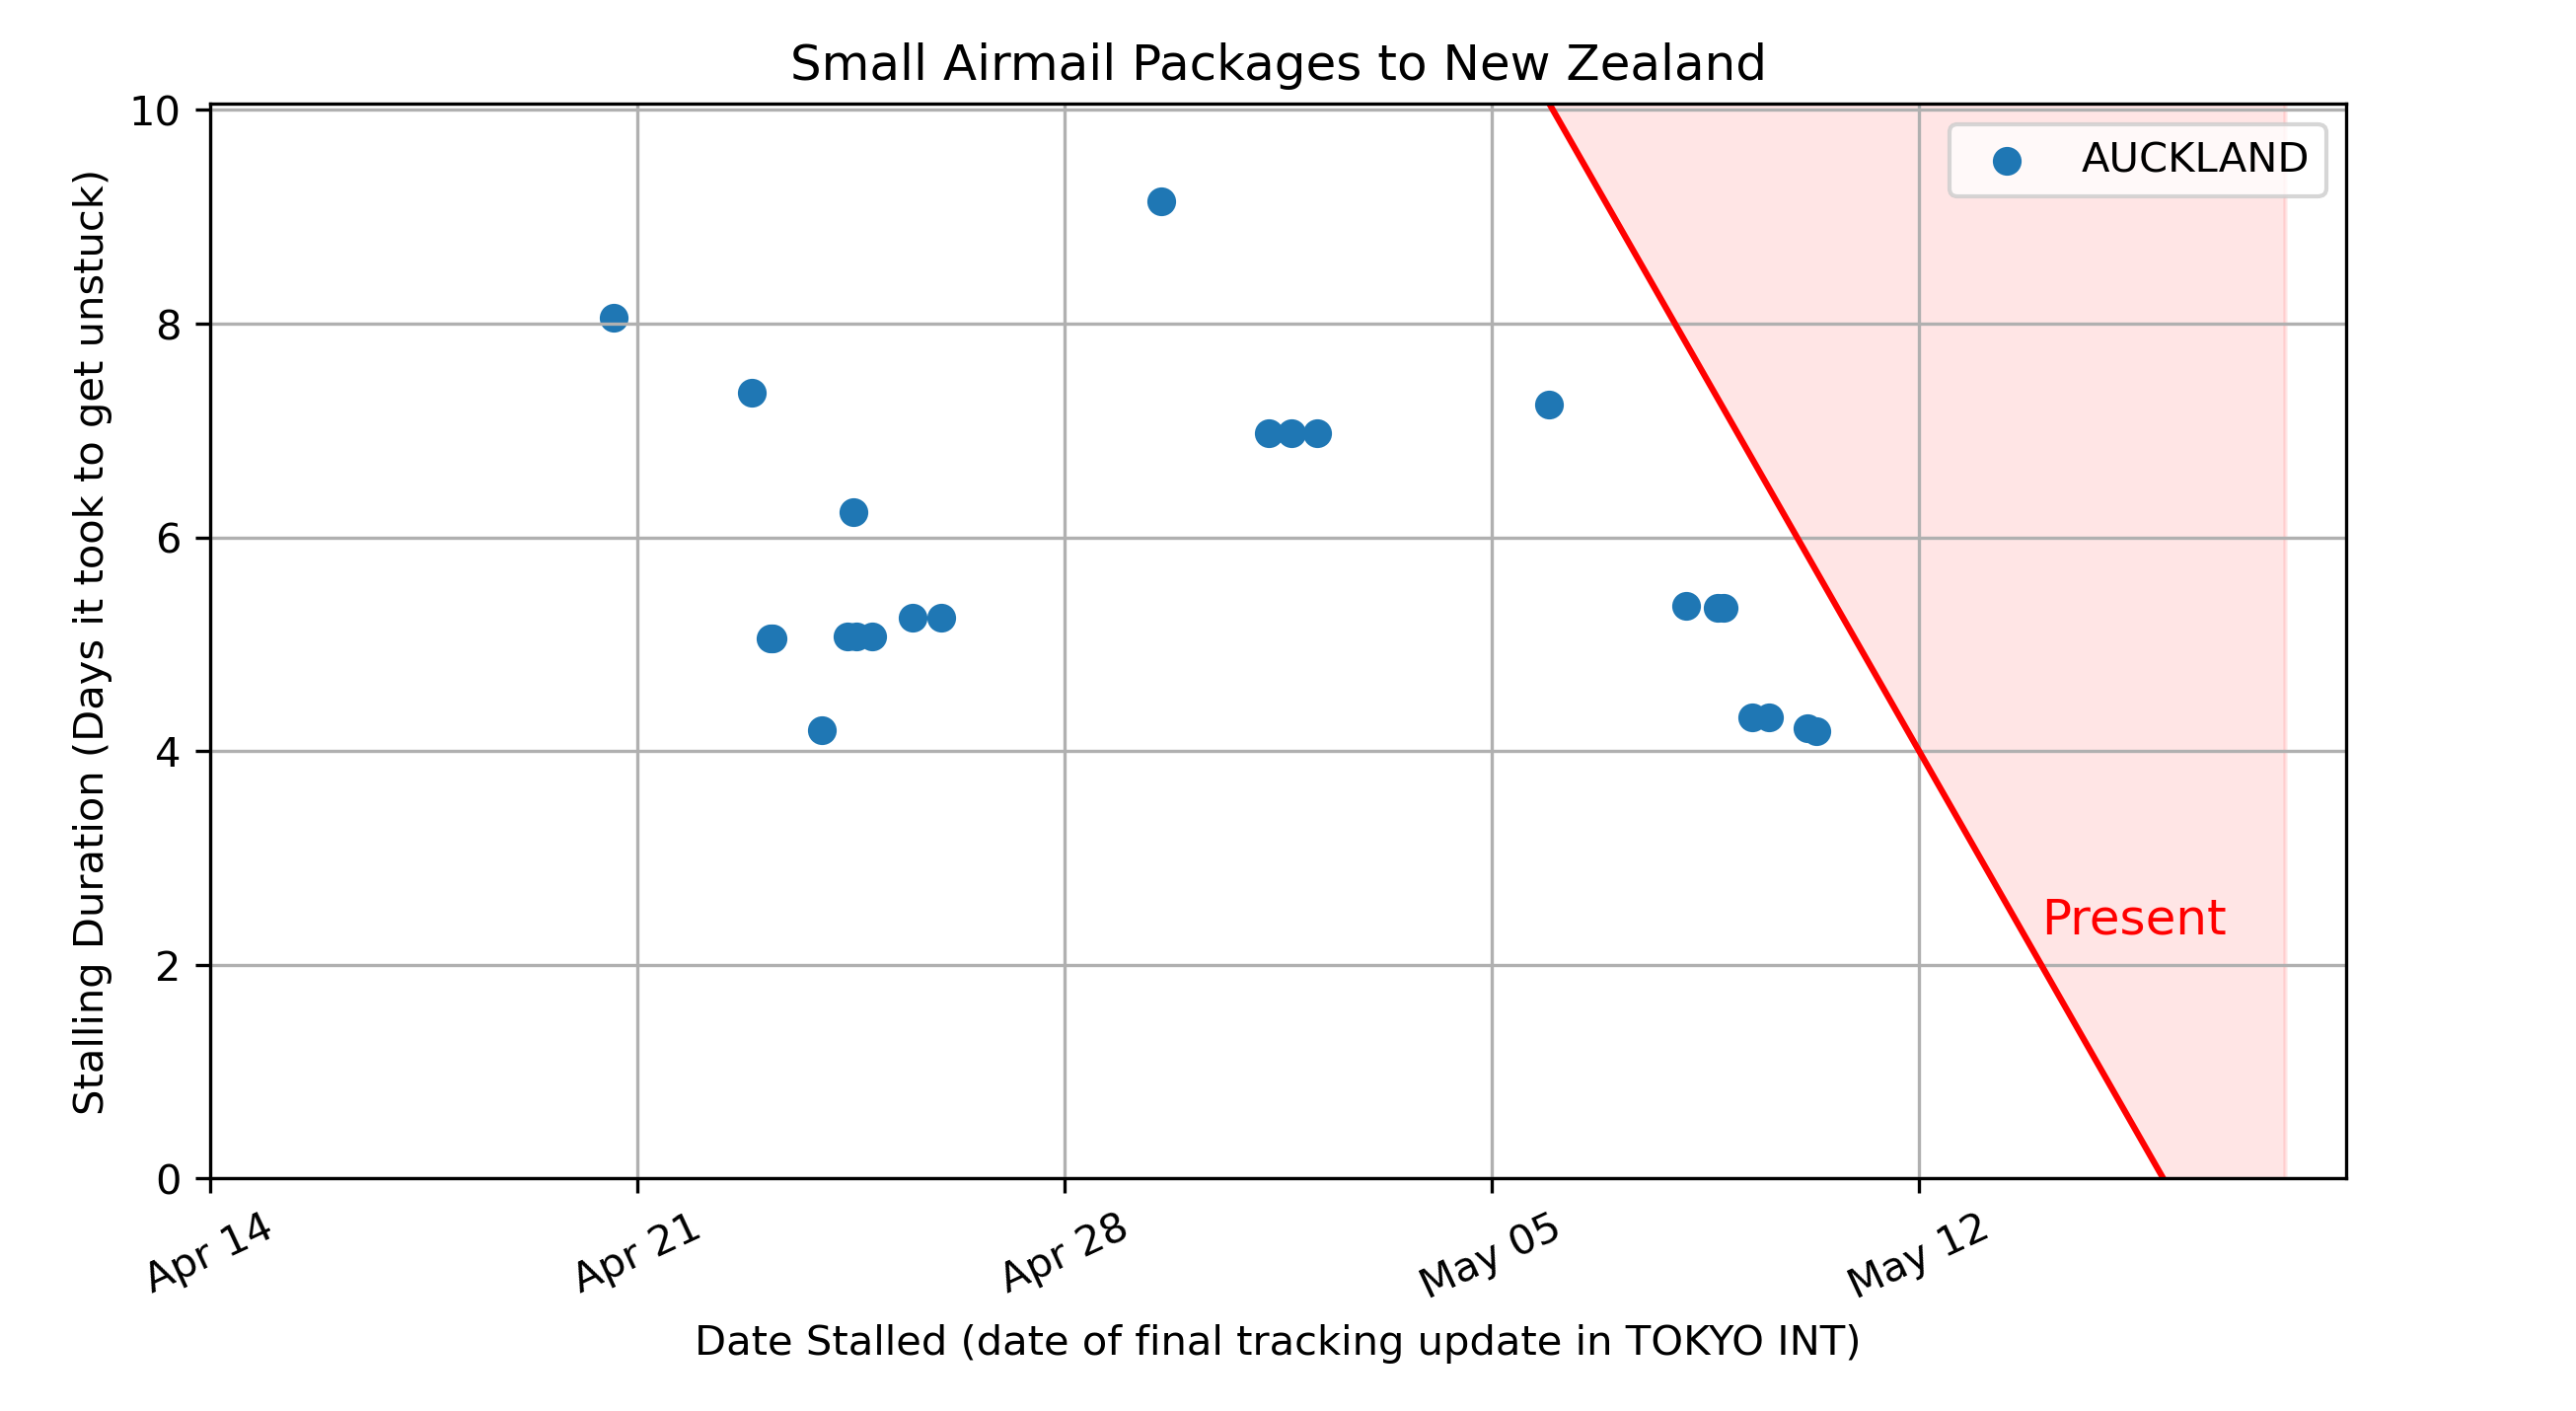 Small Airmail Packages to New Zealand
Stalling Duration (Days it took to get unstuck)
10
8
6
4
2
0
AUCKLAND
Present
Apr 14
Apr 21
Apr 28
May 05
May 12
Date Stalled (date of final tracking update in TOKYO INT)